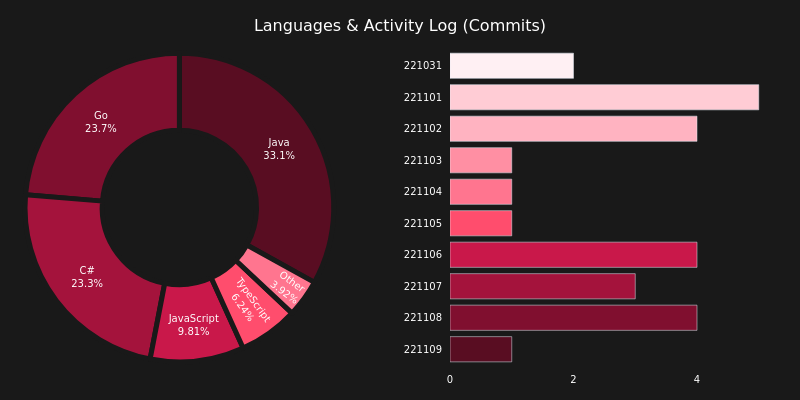 Languages & Activity Log (Commits)
Go
23.7%
Java
33.1%
C#
23.3%
JavaScript
9.81%
TypeScript
6.24%
Other
3.92%
221031
221101
221102
221103
221104
221105
221106
221107
221108
221109
0
2
4